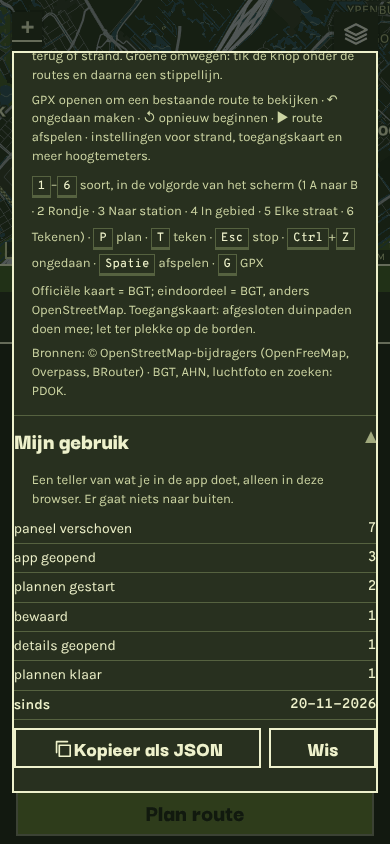 terug of strand. Groene omwegen: tik de knop onder de
routes en daarna een stippellijn.
GPX openen om een bestaande route te bekijken · ↶
ongedaan maken · ↺ opnieuw beginnen · ▶ route
afspelen · instellingen voor strand, toegangskaart en
meer hoogtemeters.
1 – 6 soort, in de volgorde van het scherm (1 A naar B
· 2 Rondje · 3 Naar station · 4 In gebied · 5 Elke straat · 6
Tekenen) · P plan · T teken · Esc stop · Ctrl + Z
ongedaan · Spatie afspelen · G GPX
Officiële kaart = BGT; eindoordeel = BGT, anders
OpenStreetMap. Toegangskaart: afgesloten duinpaden
doen mee; let ter plekke op de borden.
Bronnen: © OpenStreetMap-bijdragers (OpenFreeMap,
Overpass, BRouter) · BGT, AHN, luchtfoto en zoeken:
PDOK.
Mijn gebruik ▲
Een teller van wat je in de app doet, alleen in deze
browser. Er gaat niets naar buiten.
paneel verschoven 7
app geopend 3
plannen gestart 2
bewaard 1
details geopend 1
plannen klaar 1
sinds 20-11-2026
Kopieer als JSON Wis
Plan route